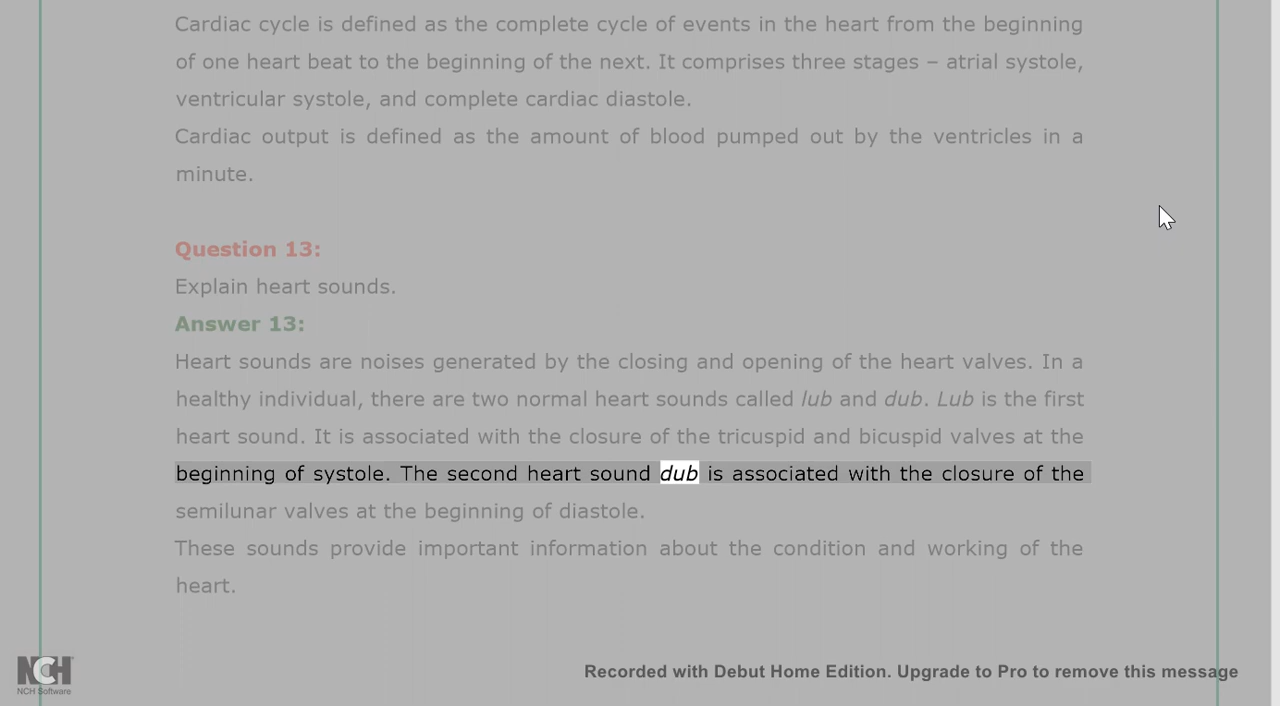 Cardiac cycle is defined as the complete cycle of events in the heart from the beginning
of one heart beat to the beginning of the next. It comprises three stages – atrial systole,
ventricular systole, and complete cardiac diastole.
Cardiac output is defined as the amount of blood pumped out by the ventricles in a
minute.
Question 13:
Explain heart sounds.
Answer 13:
Heart sounds are noises generated by the closing and opening of the heart valves. In a
healthy individual, there are two normal heart sounds called lub and dub. Lub is the first
heart sound. It is associated with the closure of the tricuspid and bicuspid valves at the
beginning of systole. The second heart sound dub is associated with the closure of the
semilunar valves at the beginning of diastole.
These sounds provide important information about the condition and working of the
heart.
NCH
NCH Software
Recorded with Debut Home Edition. Upgrade to Pro to remove this message